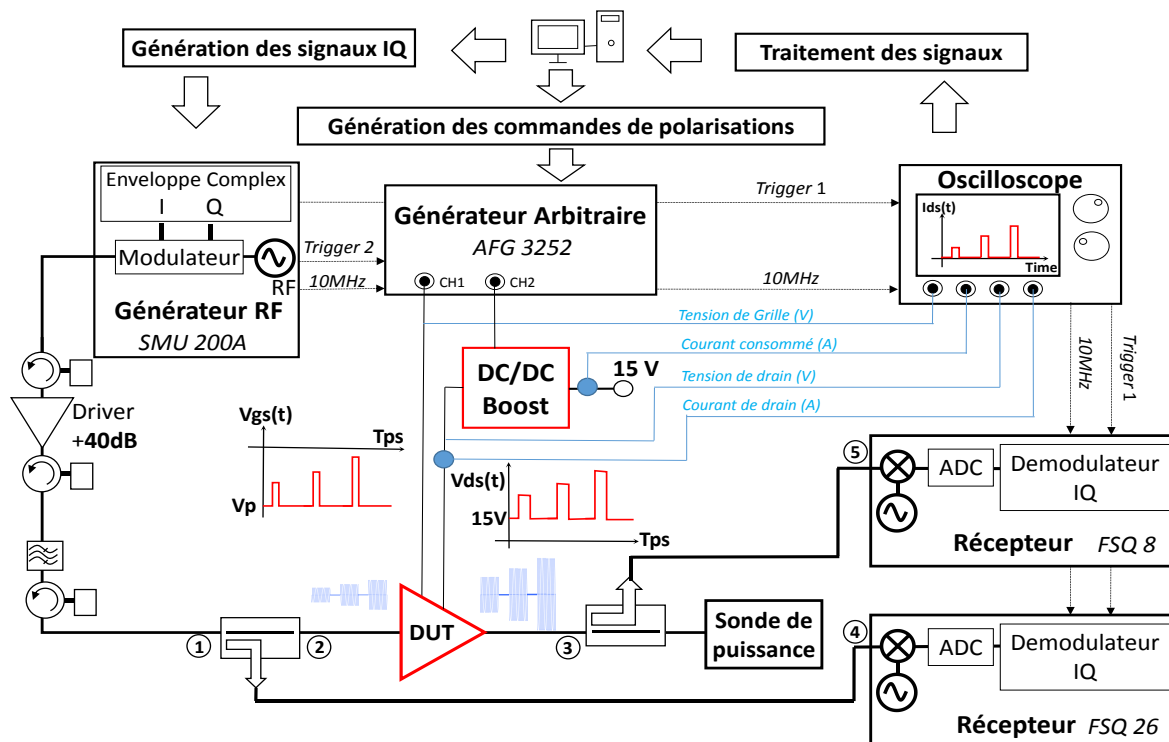 Génération des signaux IQ
Traitement des signaux
Génération des commandes de polarisations
Enveloppe Complex
I Q
Modulateur
RF
Générateur RF
SMU 200A
Trigger 2
10MHz
Générateur Arbitraire
AFG 3252
CH1
CH2
Trigger 1
10MHz
Oscilloscope
Ids(t)
Time
Tension de Grille (V)
Courant consommé (A)
Tension de drain (V)
Courant de drain (A)
DC/DC
Boost
15 V
10MHz
Trigger 1
Driver
+40dB
Vgs(t)
Tps
Vp
Vds(t)
15V
Tps
5
ADC
Demodulateur
IQ
Récepteur FSQ 8
1
2
DUT
3
Sonde de
puissance
4
ADC
Demodulateur
IQ
Récepteur FSQ 26